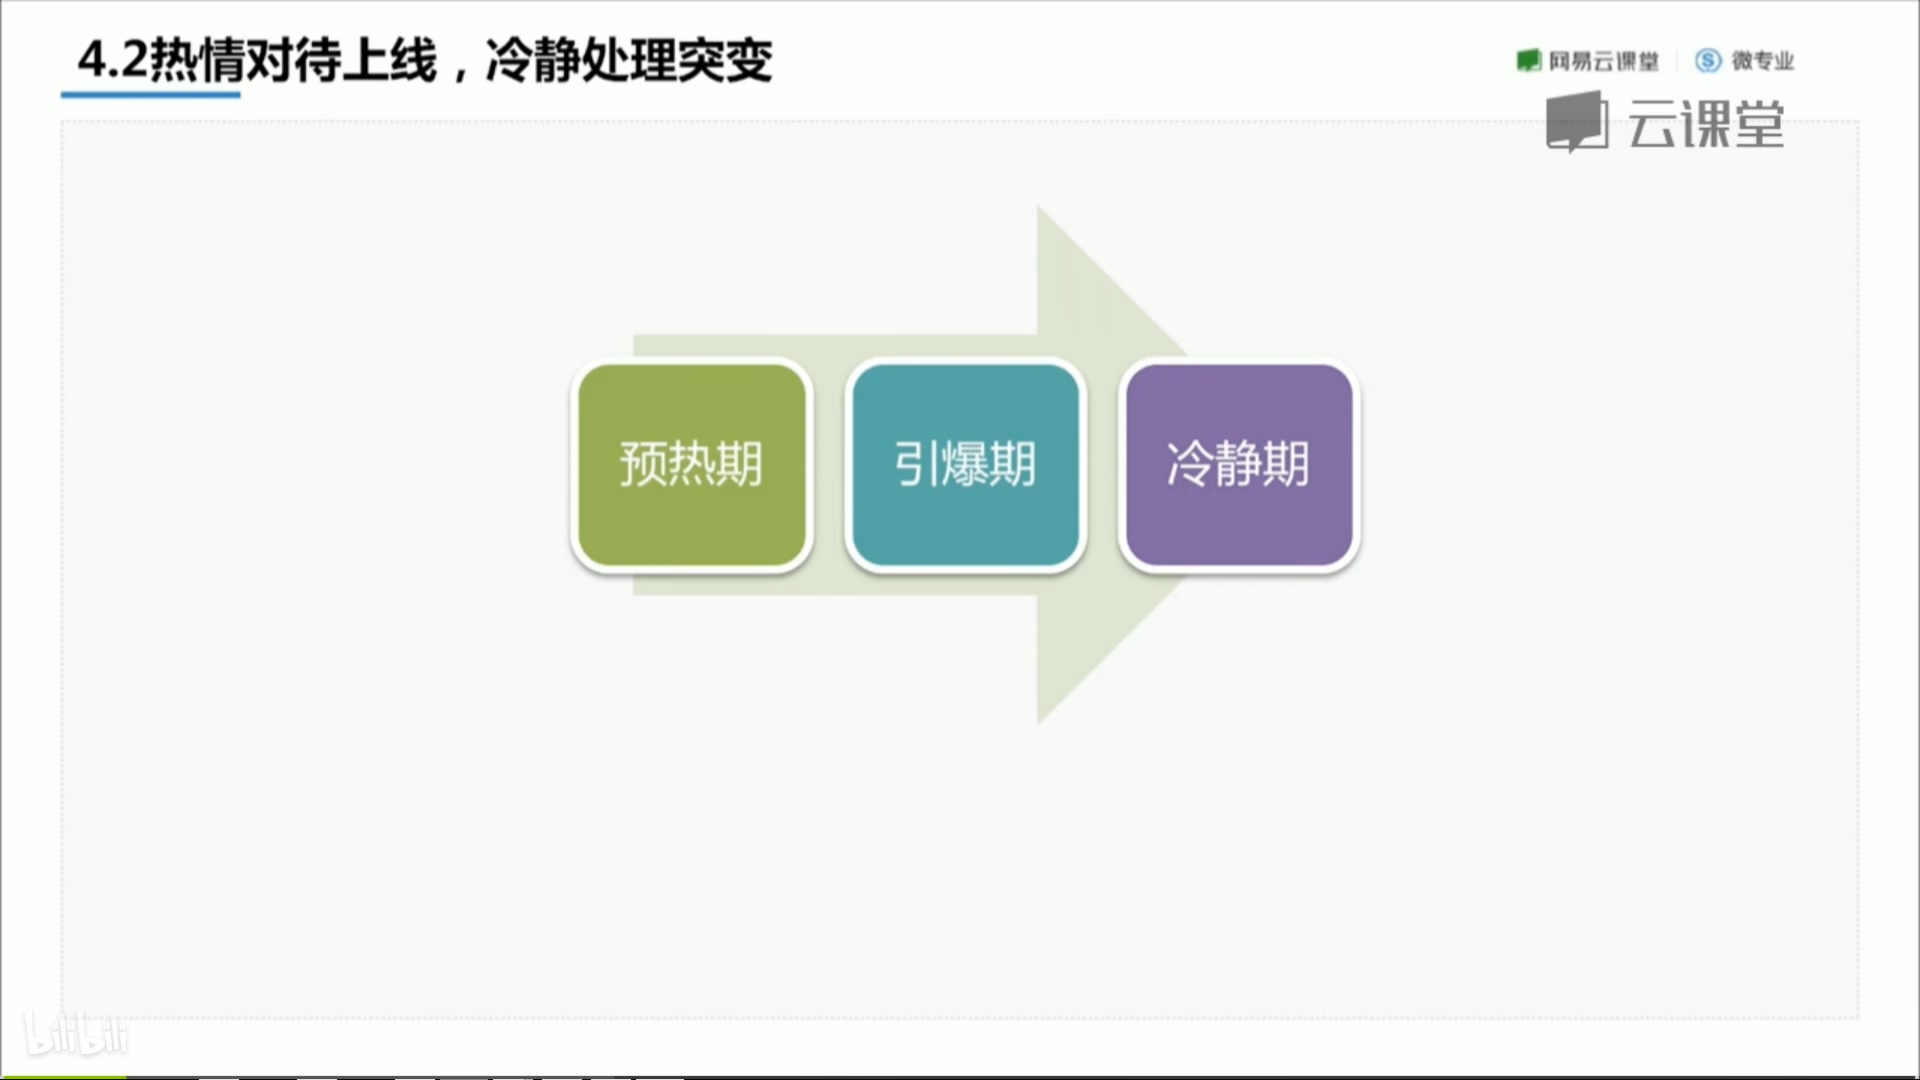 4.2热情对待上线，冷静处理突变
网易云课堂
微专业
云课堂
预热期
引爆期
冷静期
bilibili